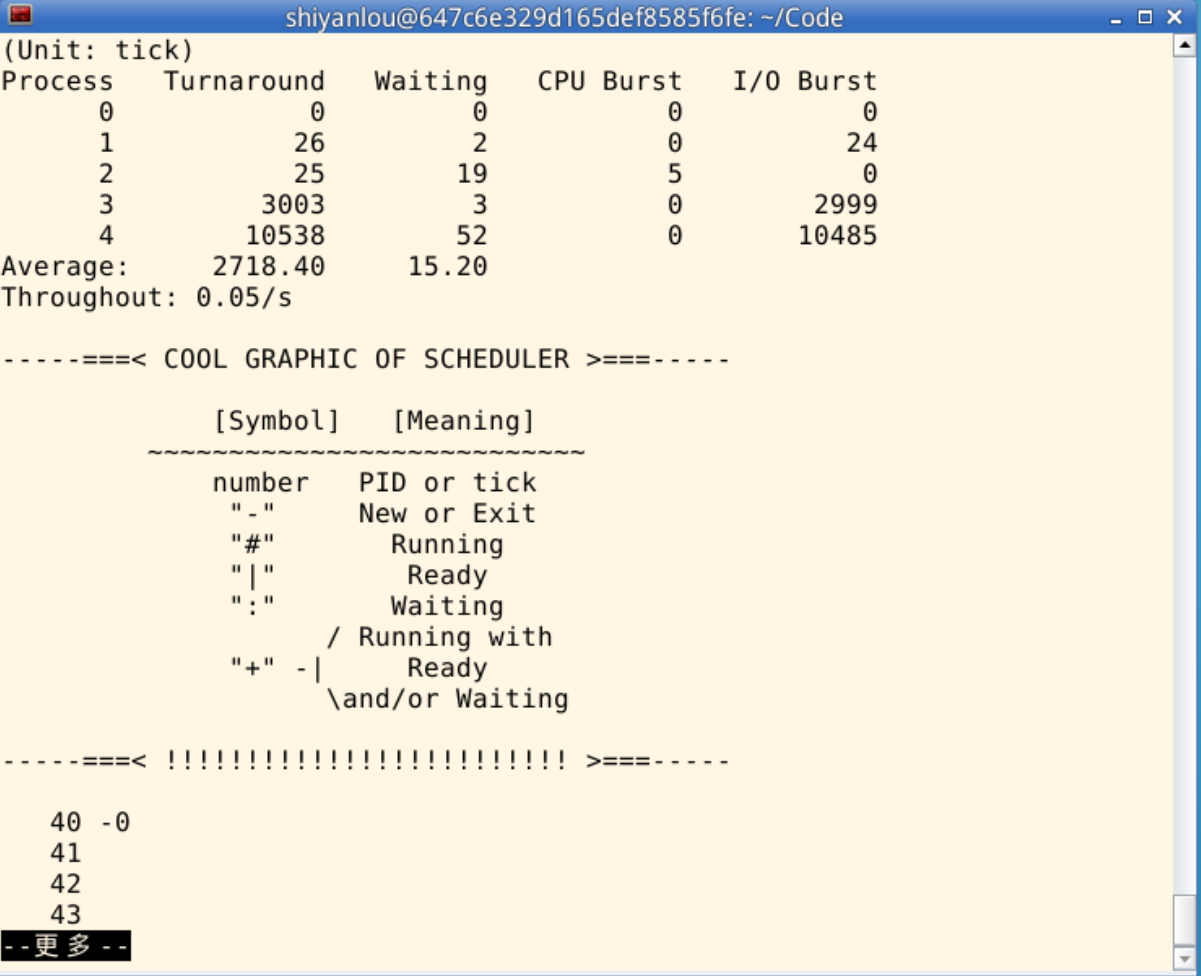 shiyanlou@647c6e329d165def8585f6fe: ~/Code
(Unit: tick)
Process   Turnaround   Waiting   CPU Burst   I/O Burst
      0            0         0           0           0
      1           26         2           0          24
      2           25        19           5           0
      3         3003         3           0        2999
      4        10538        52           0       10485
Average:     2718.40     15.20
Throughout: 0.05/s
-----===< COOL GRAPHIC OF SCHEDULER >===-----
             [Symbol]   [Meaning]
         ~~~~~~~~~~~~~~~~~~~~~~~~~~~
             number   PID or tick
              "-"     New or Exit
              "#"       Running
              "|"        Ready
              ":"       Waiting
                    / Running with
              "+" -|     Ready
                    \and/or Waiting
-----===< !!!!!!!!!!!!!!!!!!!!!!!!! >===-----
   40 -0
   41
   42
   43
--更多--